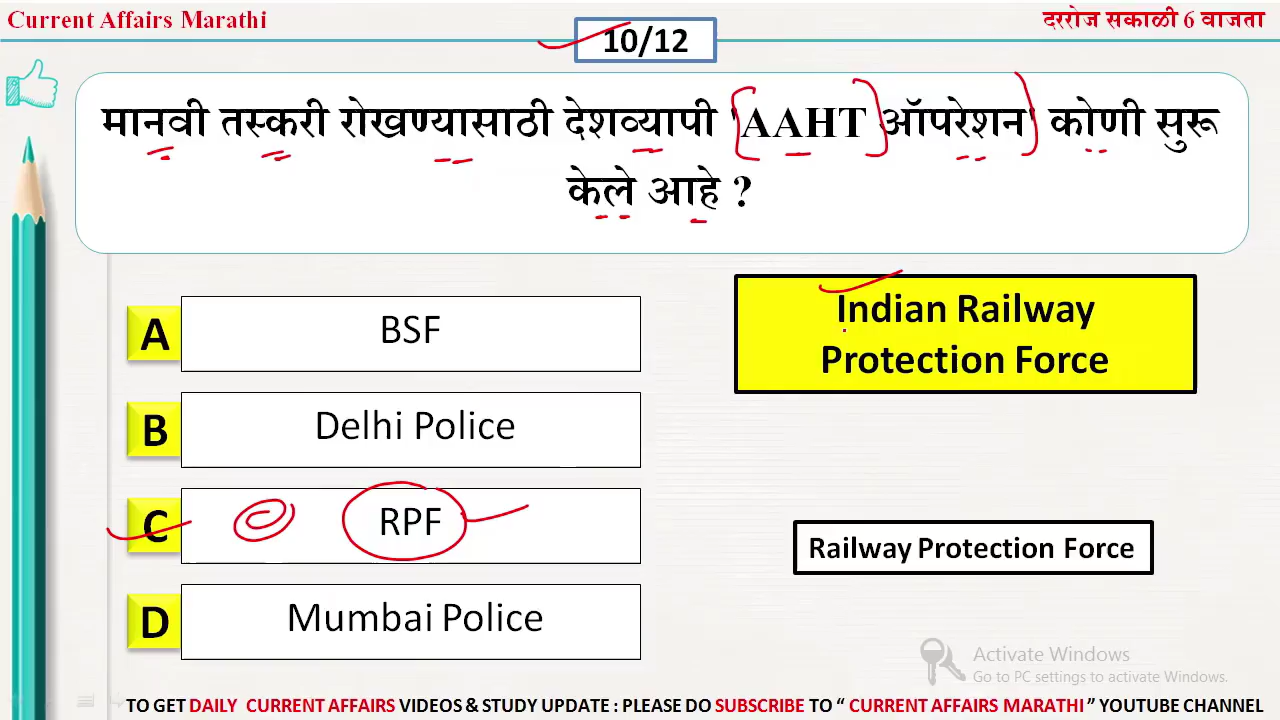 Current Affairs Marathi
दररोज सकाळी 6 वाजता
10/12
मानवी तस्करी रोखण्यासाठी देशव्यापी 'AAHT ऑपरेशन' कोणी सुरू
केले आहे ?
A BSF
B Delhi Police
C RPF
D Mumbai Police
Indian Railway
Protection Force
Railway Protection Force
Activate Windows
Go to PC settings to activate Windows.
TO GET DAILY CURRENT AFFAIRS VIDEOS & STUDY UPDATE : PLEASE DO SUBSCRIBE TO “ CURRENT AFFAIRS MARATHI ” YOUTUBE CHANNEL